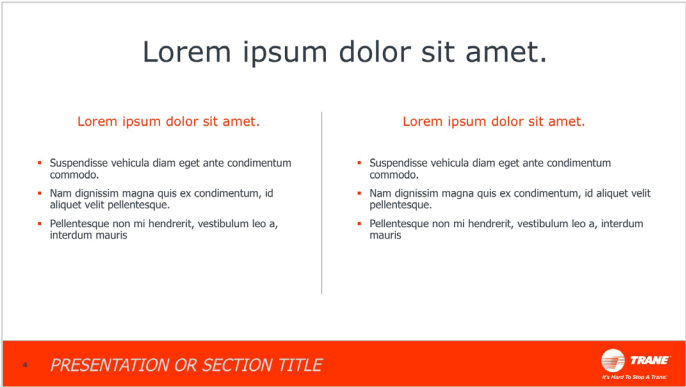 Lorem ipsum dolor sit amet.
Lorem ipsum dolor sit amet.
Suspendisse vehicula diam eget ante condimentum
commodo.
Nam dignissim magna quis ex condimentum, id
aliquet velit pellentesque.
Pellentesque non mi hendrerit, vestibulum leo a,
interdum mauris
Lorem ipsum dolor sit amet.
Suspendisse vehicula diam eget ante condimentum
commodo.
Nam dignissim magna quis ex condimentum, id aliquet velit
pellentesque.
Pellentesque non mi hendrerit, vestibulum leo a, interdum
mauris
4
PRESENTATION OR SECTION TITLE
TRANE
It's Hard To Stop A Trane.